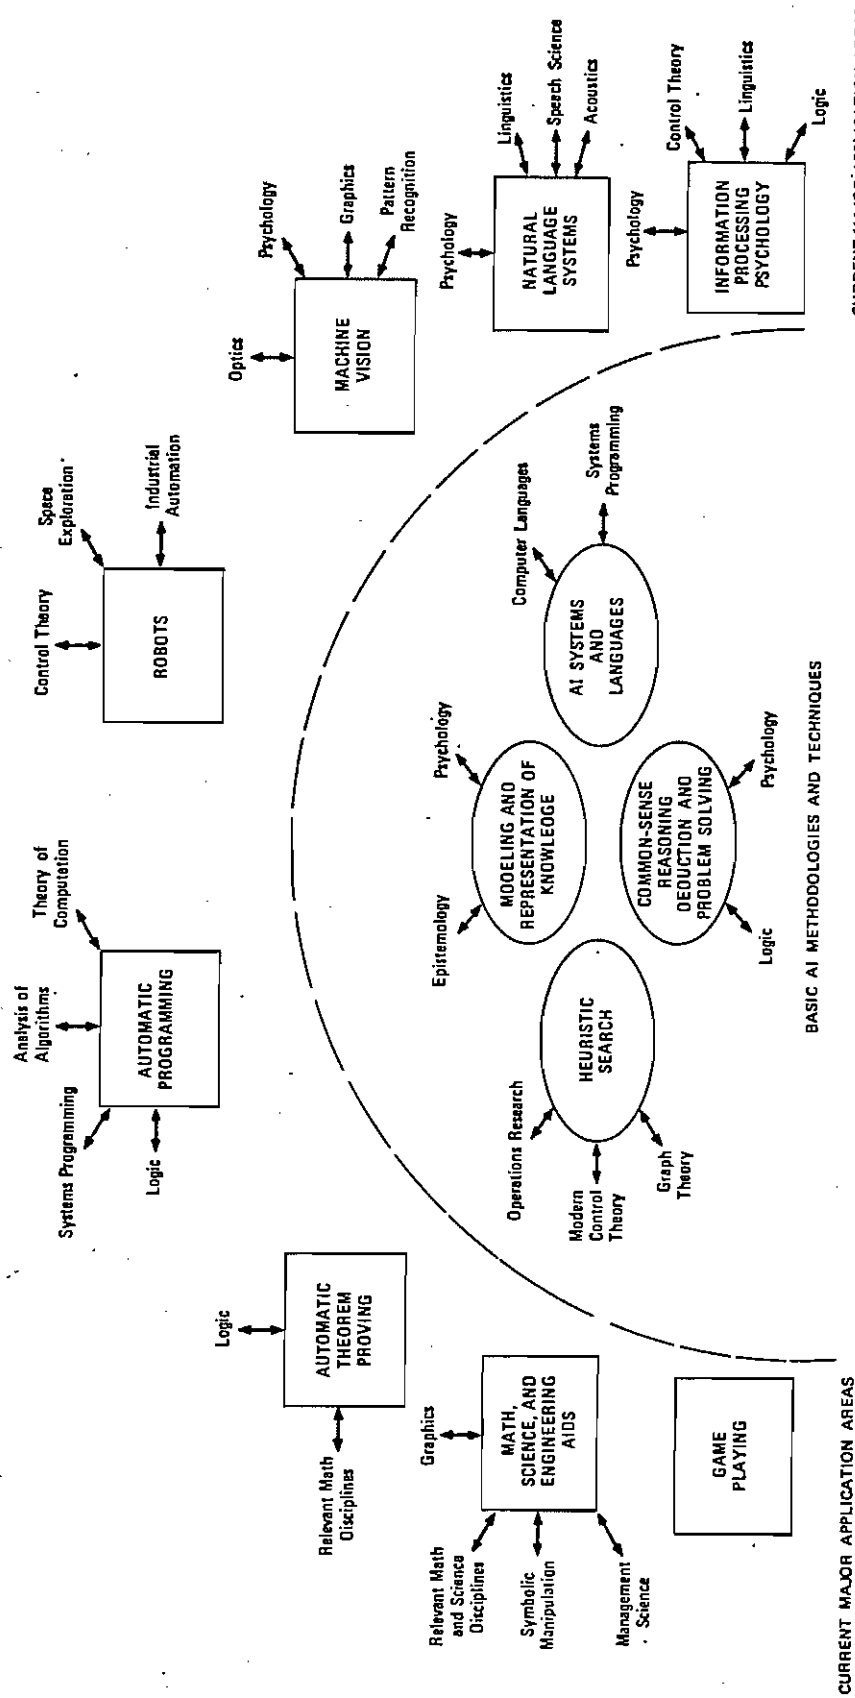 Control Theory
Space
Exploration
Industrial
Automation
ROBOTS
Analysis of
Algorithms
Theory of
Computation
Systems Programming
Logic
AUTOMATIC
PROGRAMMING
Logic
Relevant Math
Disciplines
AUTOMATIC
THEOREM
PROVING
Optics
Psychology
Graphics
Pattern
Recognition
MACHINE
VISION
Graphics
Relevant Math
and Science
Disciplines
Symbolic
Manipulation
Management
Science
MATH,
SCIENCE, AND
ENGINEERING
AIDS
GAME
PLAYING
Psychology
Linguistics
Speech Science
Acoustics
NATURAL
LANGUAGE
SYSTEMS
Psychology
Control Theory
Linguistics
Logic
INFORMATION
PROCESSING
PSYCHOLOGY
Operations Research
Modern
Control
Theory
Graph
Theory
HEURISTIC
SEARCH
Epistemology
Psychology
MODELING AND
REPRESENTATION OF
KNOWLEDGE
COMMON-SENSE
REASONING
DEDUCTION AND
PROBLEM SOLVING
Logic
Psychology
Computer Languages
Systems
Programming
AI SYSTEMS
AND
LANGUAGES
BASIC AI METHODOLOGIES AND TECHNIQUES
CURRENT MAJOR APPLICATION AREAS